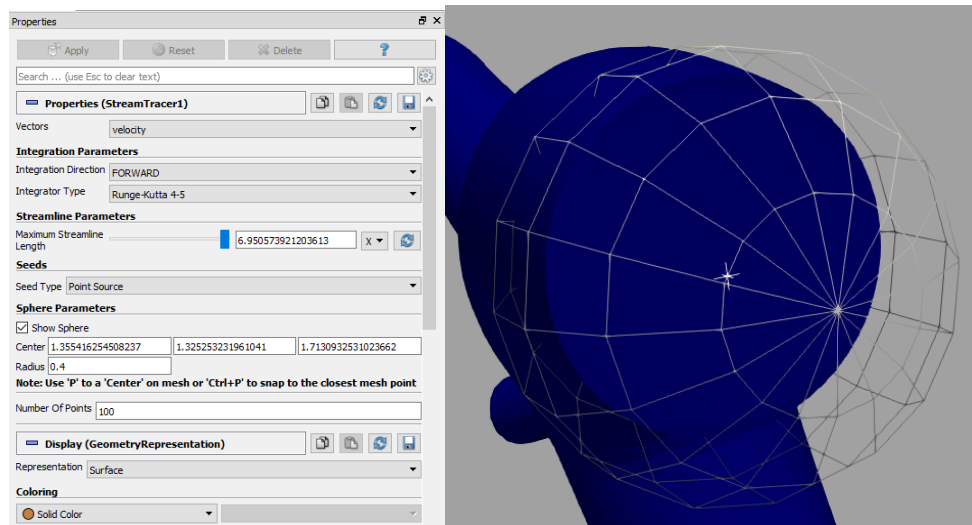 Properties
Apply Reset Delete ?
Search ... (use Esc to clear text)
Properties (StreamTracer1)
Vectors velocity
Integration Parameters
Integration Direction FORWARD
Integrator Type Runge-Kutta 4-5
Streamline Parameters
Maximum Streamline
Length 6.950573921203613 X
Seeds
Seed Type Point Source
Sphere Parameters
Show Sphere
Center 1.355416254508237 1.325253231961041 1.7130932531023662
Radius 0.4
Note: Use 'P' to a 'Center' on mesh or 'Ctrl+P' to snap to the closest mesh point
Number Of Points 100
Display (GeometryRepresentation)
Representation Surface
Coloring
Solid Color